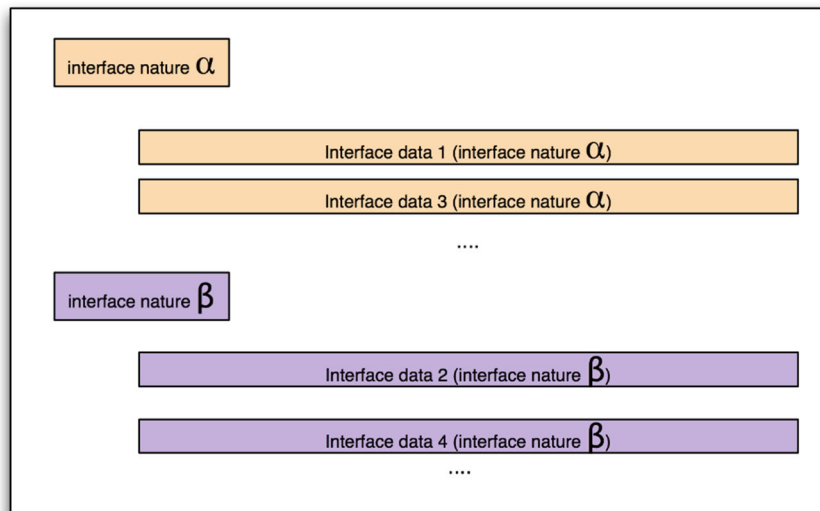 interface nature α
Interface data 1 (interface nature α)
Interface data 3 (interface nature α)
....
interface nature β
Interface data 2 (interface nature β)
Interface data 4 (interface nature β)
....